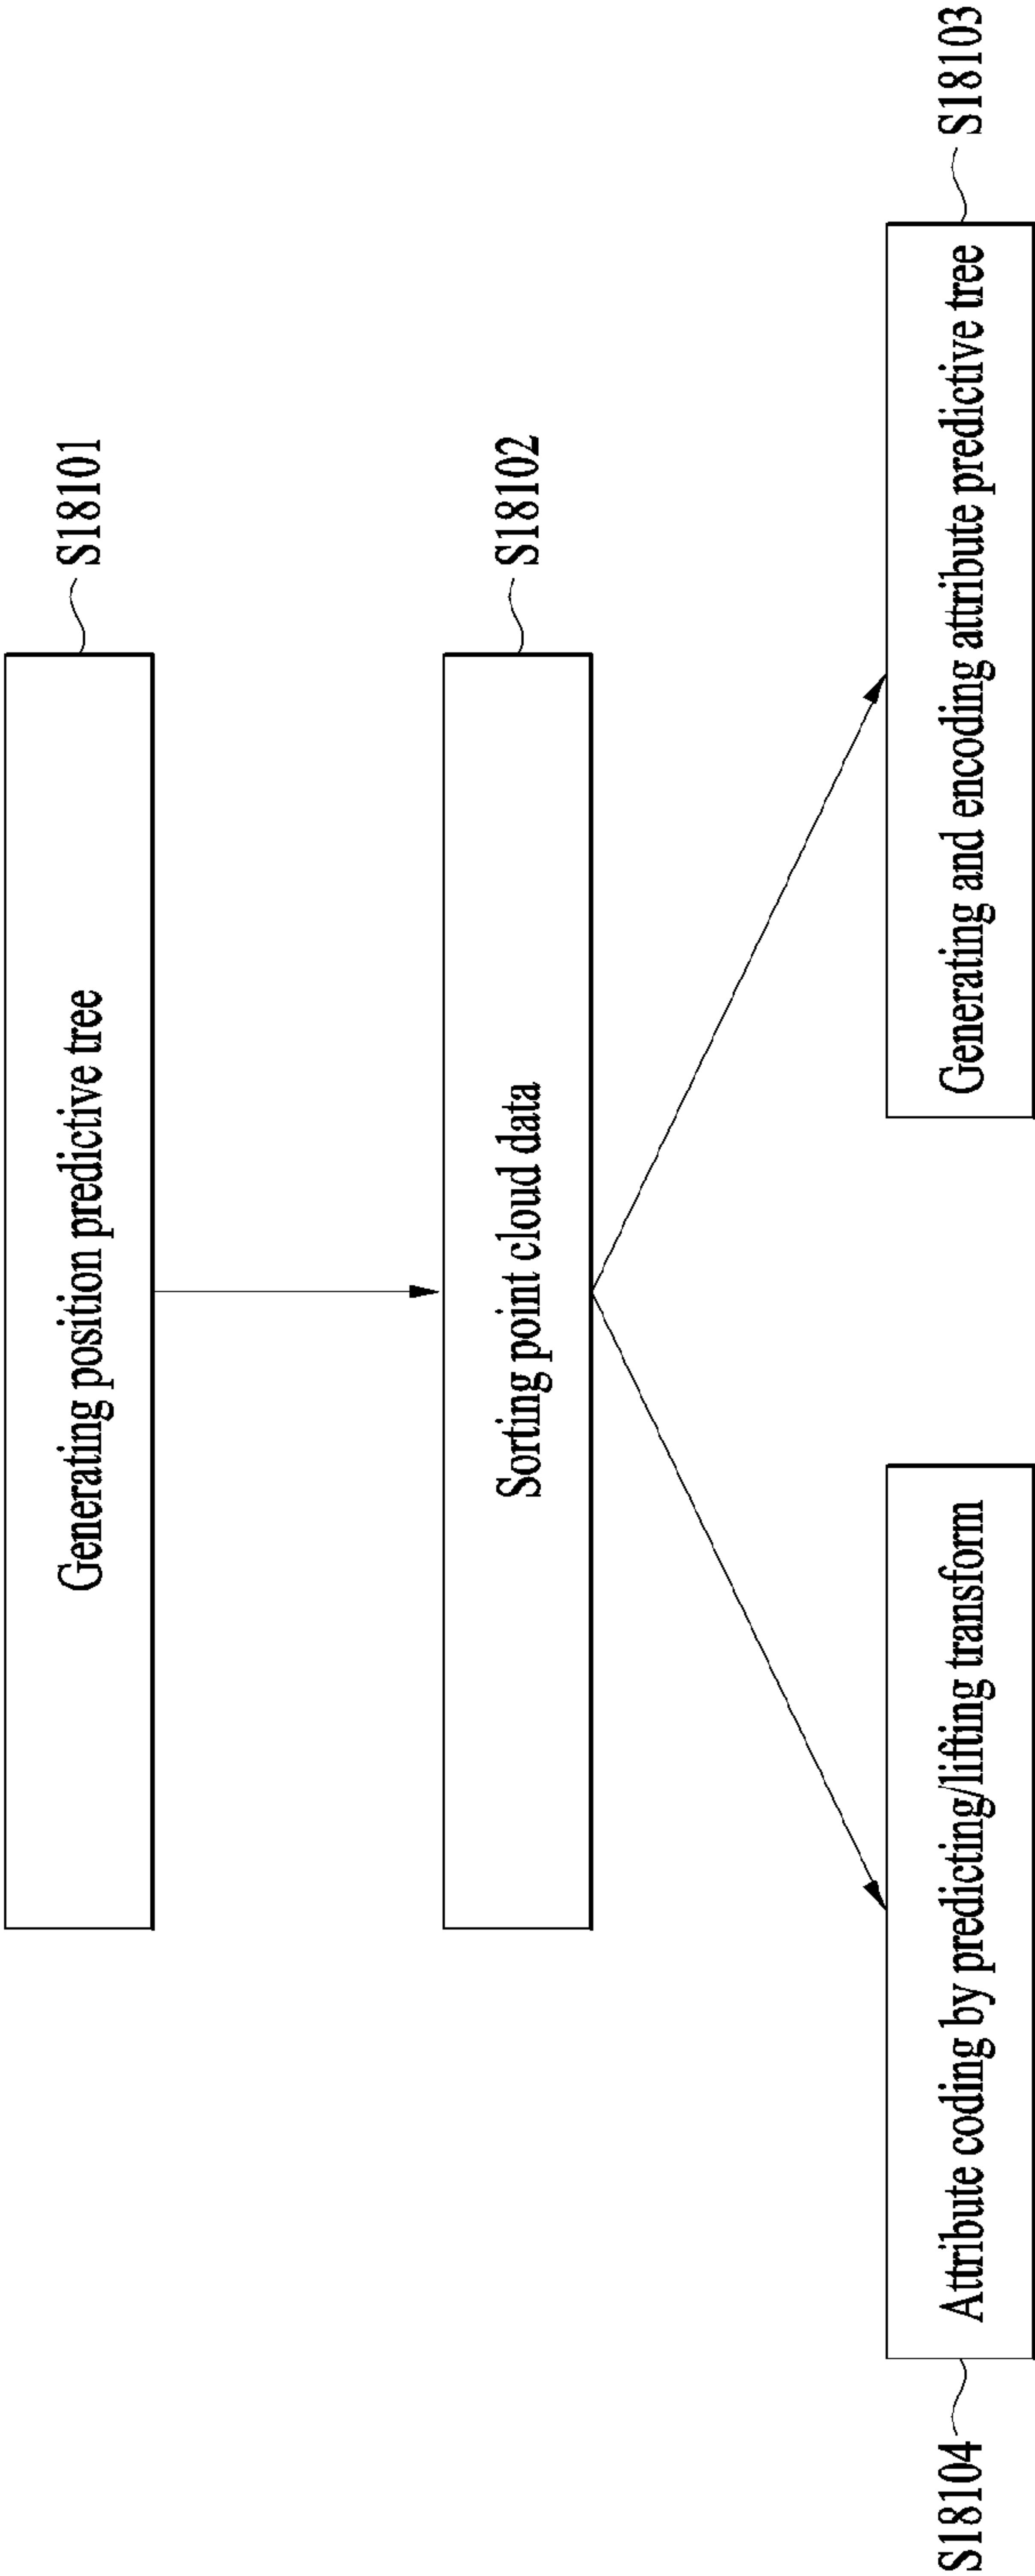 Generating position predictive tree
S18101
Sorting point cloud data
S18102
S18104
Attribute coding by predicting/lifting transform
Generating and encoding attribute predictive tree
S18103